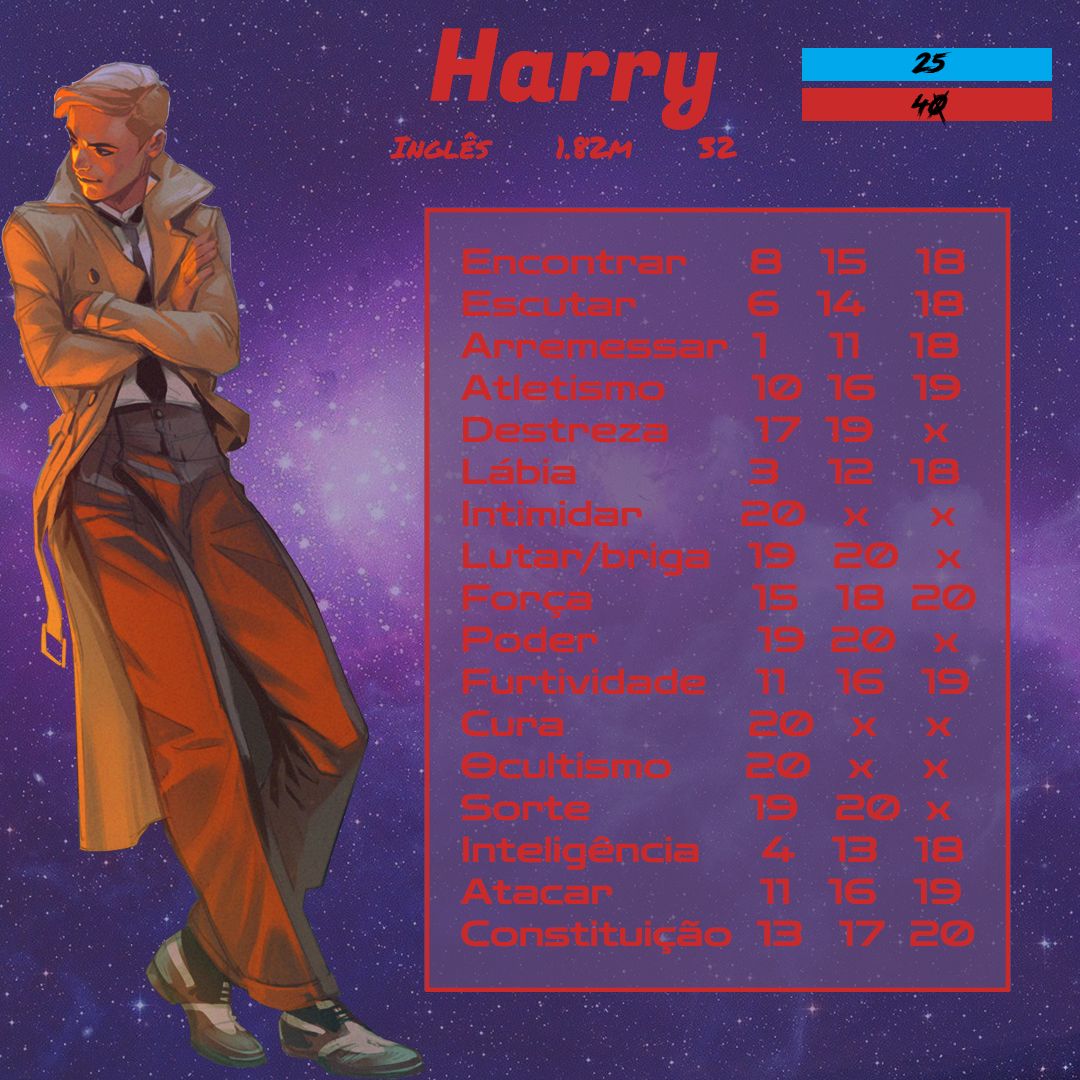 Harry
25
40
Inglês 1.82m 32
Encontrar 8 15 18
Escutar 6 14 18
Arremessar 1 11 18
Atletismo 10 16 19
Destreza 17 19 x
Lábia 3 12 18
Intimidar 20 x x
Lutar/briga 19 20 x
Força 15 18 20
Poder 19 20 x
Furtividade 11 16 19
Cura 20 x x
Ocultismo 20 x x
Sorte 19 20 x
Inteligência 4 13 18
Atacar 11 16 19
Constituição 13 17 20